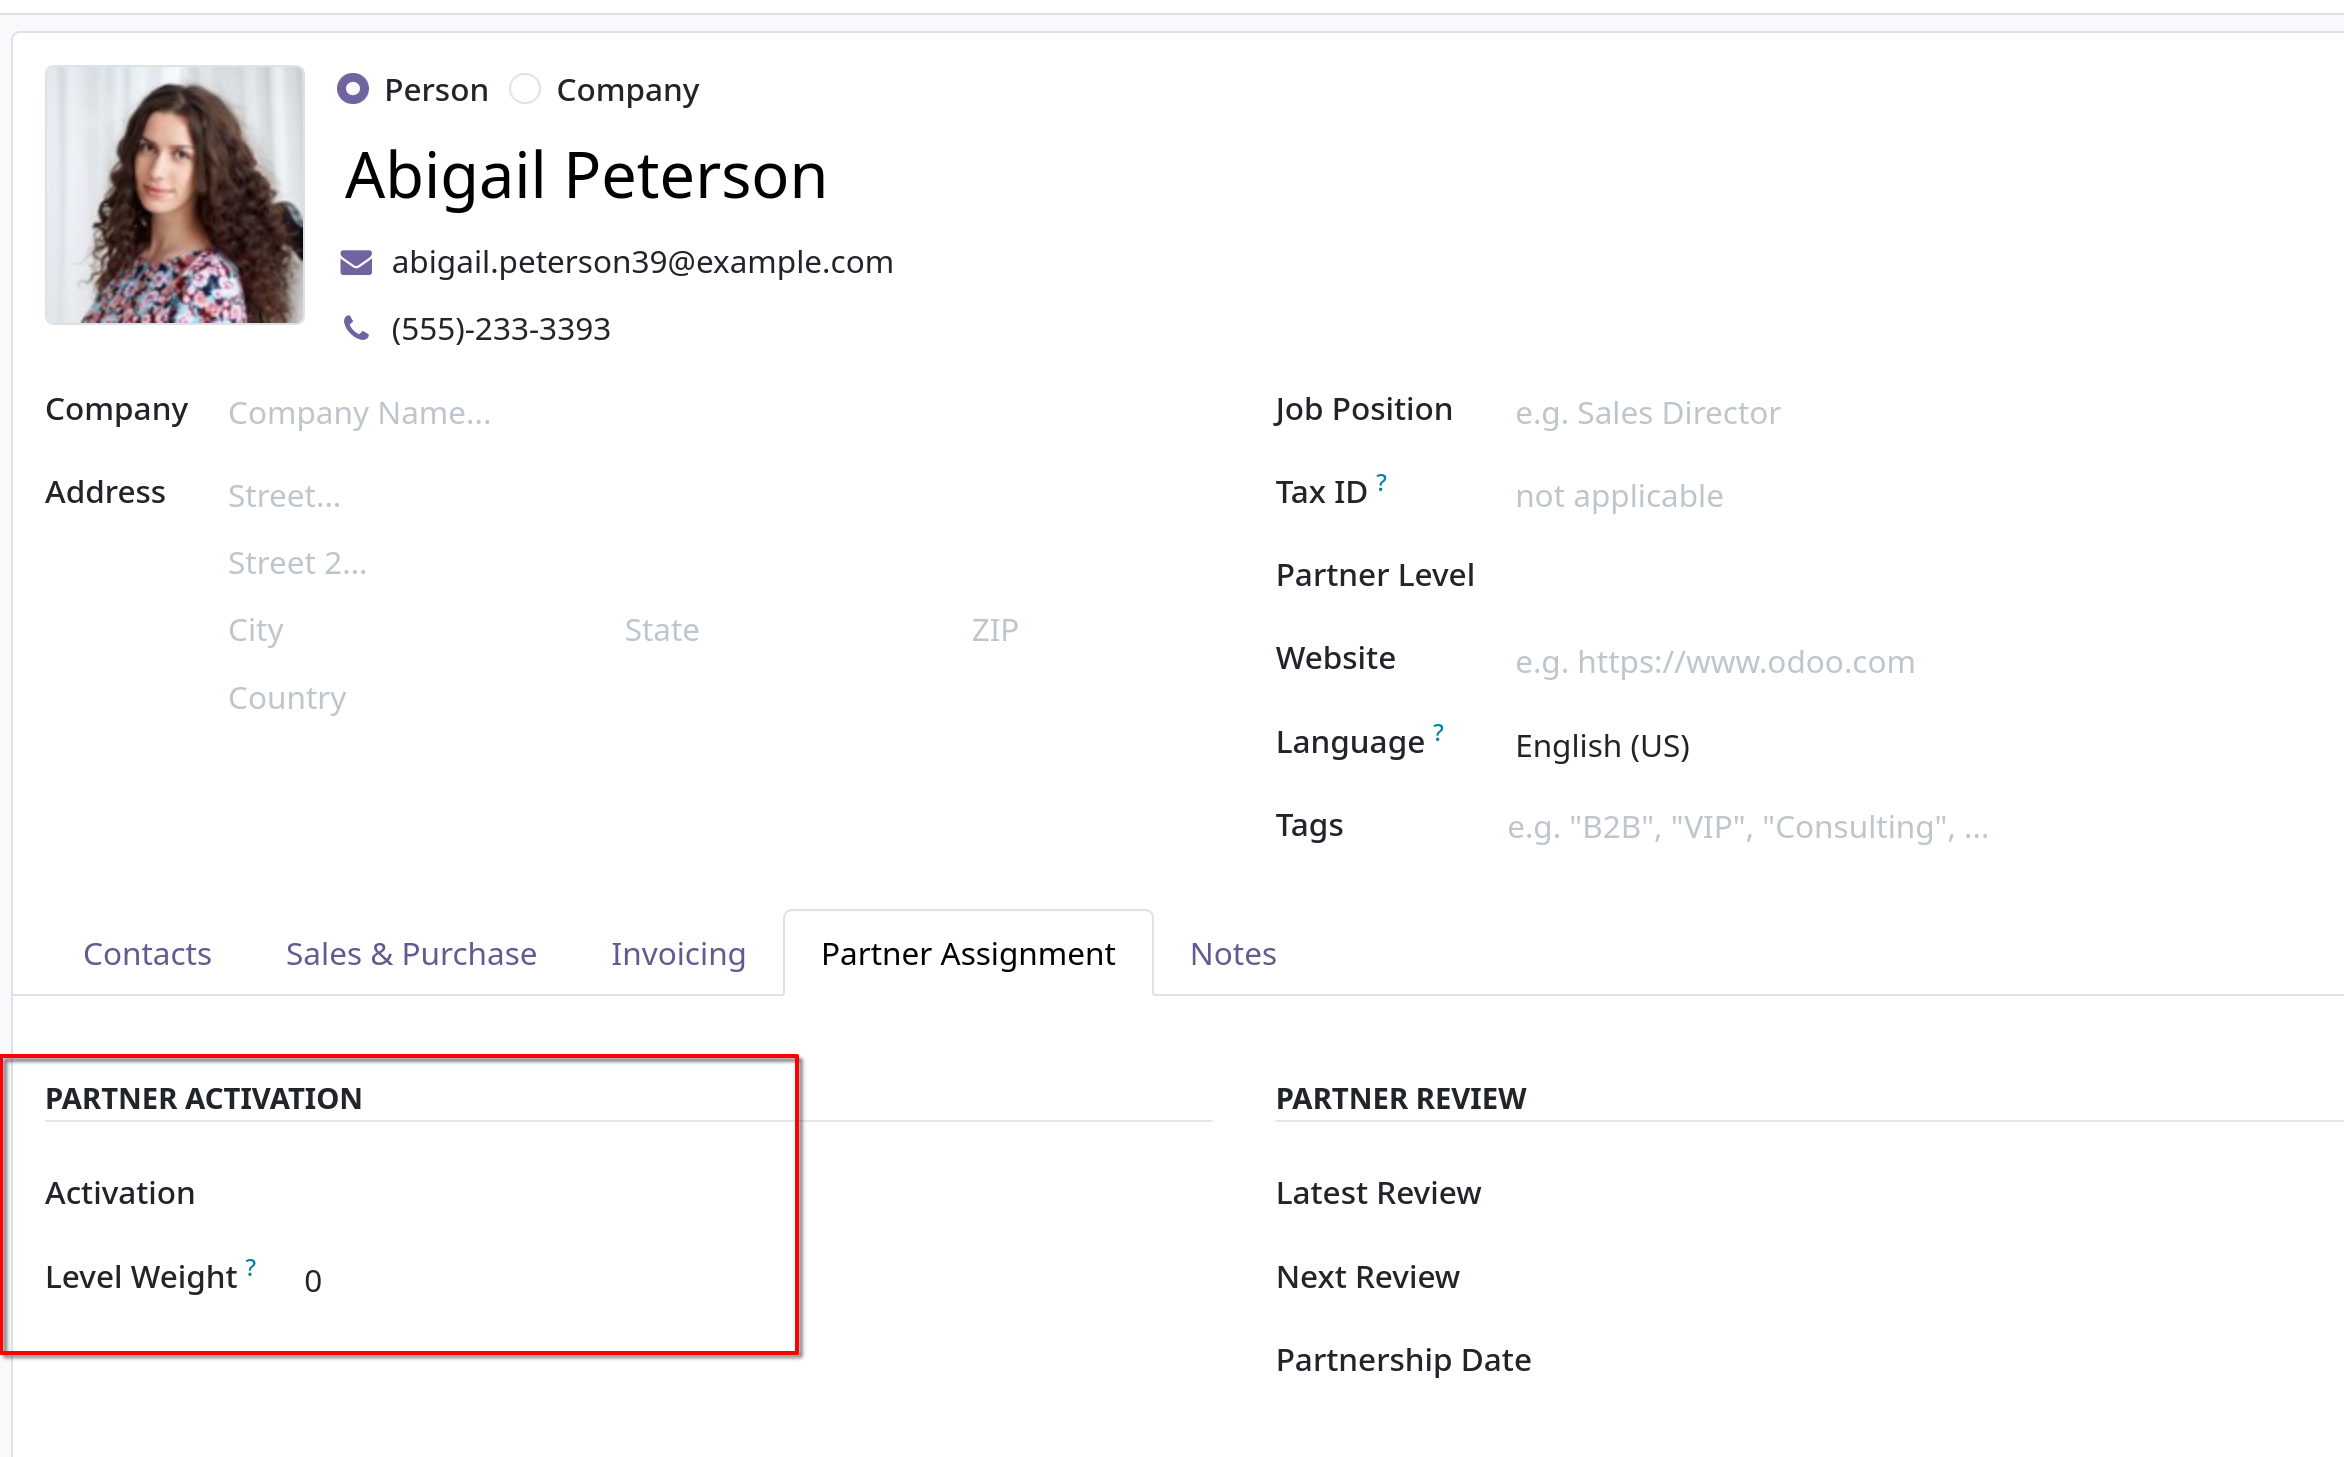 Person Company
Abigail Peterson
abigail.peterson39@example.com
(555)-233-3393
Company Company Name...
Address Street...
Street 2...
City State ZIP
Country
Job Position e.g. Sales Director
Tax ID ? not applicable
Partner Level
Website e.g. https://www.odoo.com
Language ? English (US)
Tags e.g. "B2B", "VIP", "Consulting", ...
Contacts Sales & Purchase Invoicing Partner Assignment Notes
PARTNER ACTIVATION
Activation
Level Weight ? 0
PARTNER REVIEW
Latest Review
Next Review
Partnership Date